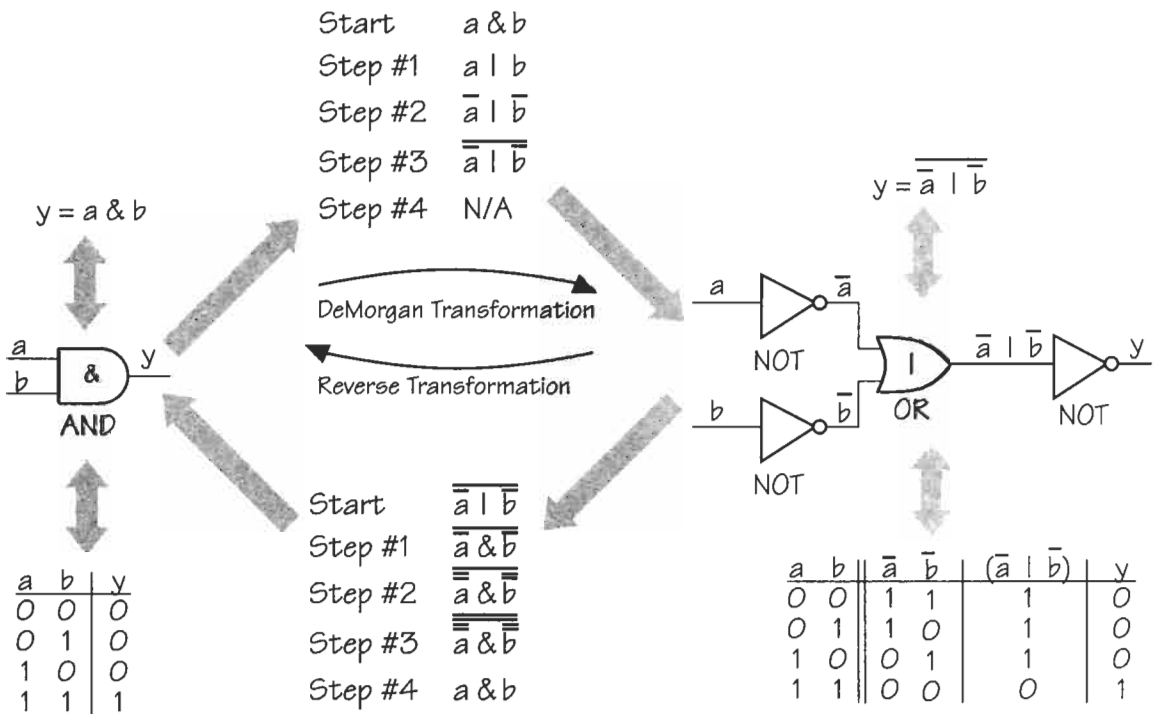 Start a & b
Step #1 a | b
Step #2 a̅ | b̅
Step #3 a̿ ̅|̅ ̅b̿
Step #4 N/A
DeMorgan Transformation
Reverse Transformation
Start a̿ ̅|̅ ̅b̿
Step #1 a̿ ̅&̅ ̅b̿
Step #2 a̿̅ ̅&̅ ̅b̿̅
Step #3 a̿̿ ̿&̿ ̿b̿̿
Step #4 a & b
y = a & b
a
b
&
y
AND
a b y
0 0 0
0 1 0
1 0 0
1 1 1
y = a̿ ̅|̅ ̅b̿
a
a̅
NOT
b
b̅
NOT
|
OR
a̅ | b̅
NOT
y
a b a̅ b̅ (a̅ | b̅) y
0 0 1 1 1 0
0 1 1 0 1 0
1 0 0 1 1 0
1 1 0 0 0 1